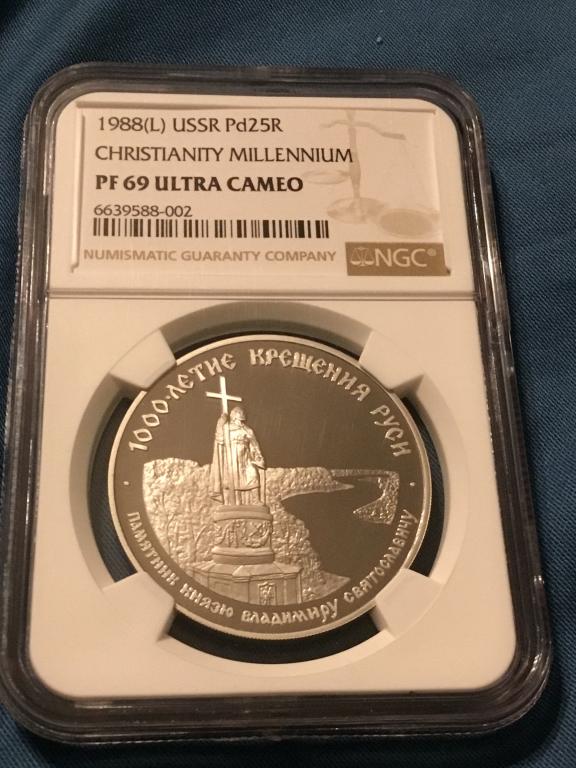 1988(L) USSR Pd25R
CHRISTIANITY MILLENNIUM
PF 69 ULTRA CAMEO
6639588-002
NUMISMATIC GUARANTY COMPANY
NGC®
1000-ЛЕТИЕ КРЕЩЕНИЯ РУСИ
ПАМЯТНИК КНЯЗЮ ВЛАДИМИРУ СВЯТОСЛАВИЧУ